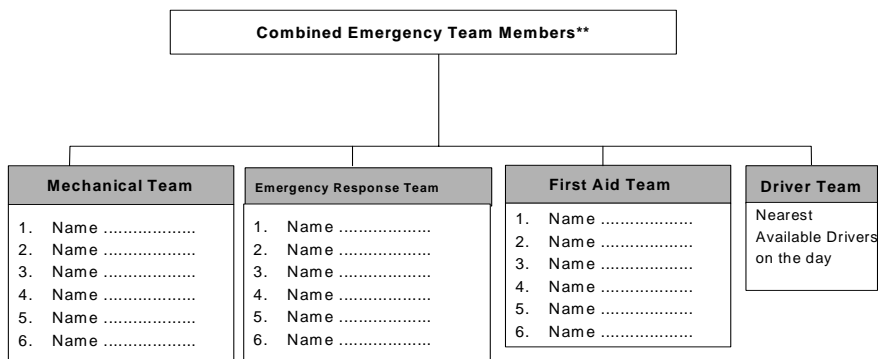 Combined Emergency Team Members**
Mechanical Team
1. Name ...................
2. Name ...................
3. Name ...................
4. Name ...................
5. Name ...................
6. Name ...................
Emergency Response Team
1. Name ...................
2. Name ...................
3. Name ...................
4. Name ...................
5. Name ...................
6. Name ...................
First Aid Team
1. Name ...................
2. Name ...................
3. Name ...................
4. Name ...................
5. Name ...................
6. Name ...................
Driver Team
Nearest
Available Drivers
on the day